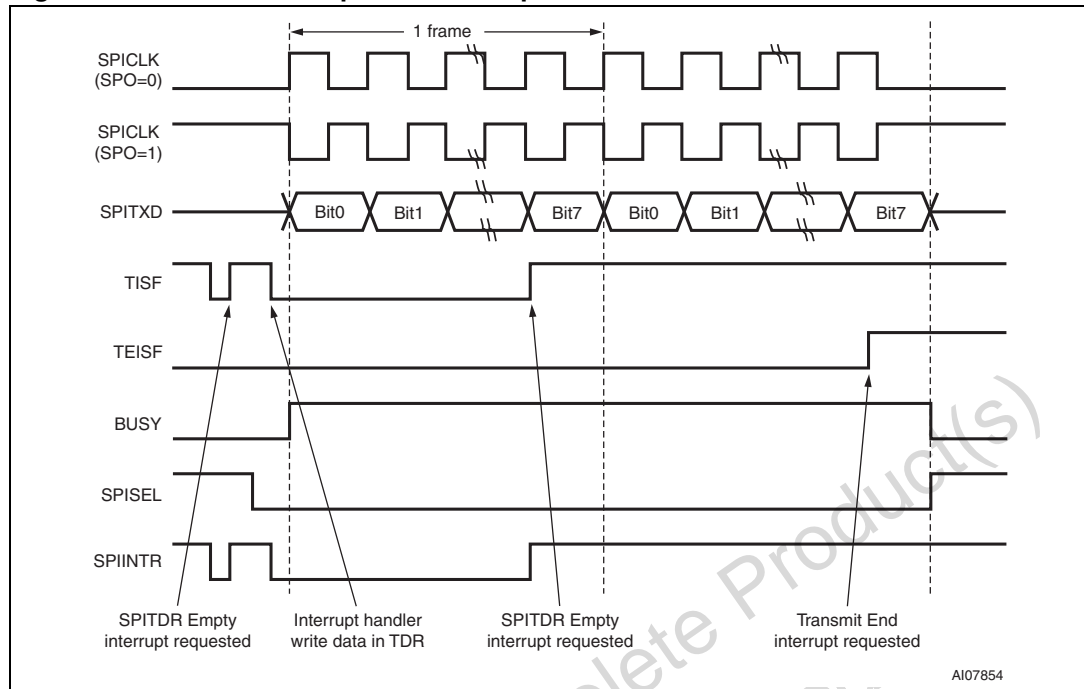 1 frame
SPICLK
(SPO=0)
SPICLK
(SPO=1)
SPITXD
Bit0
Bit1
Bit7
Bit0
Bit1
Bit7
TISF
TEISF
BUSY
SPISEL
SPIINTR
SPITDR Empty
interrupt requested
Interrupt handler
write data in TDR
SPITDR Empty
interrupt requested
Transmit End
interrupt requested
AI07854
lete Product(s)